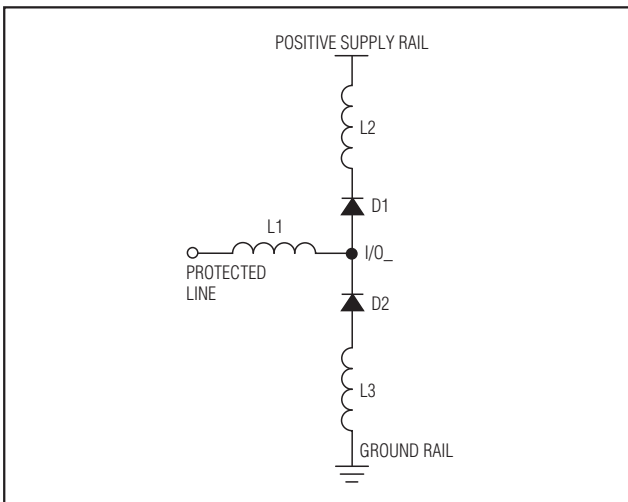 POSITIVE SUPPLY RAIL
L2
D1
L1
I/O_
PROTECTED
LINE
D2
L3
GROUND RAIL